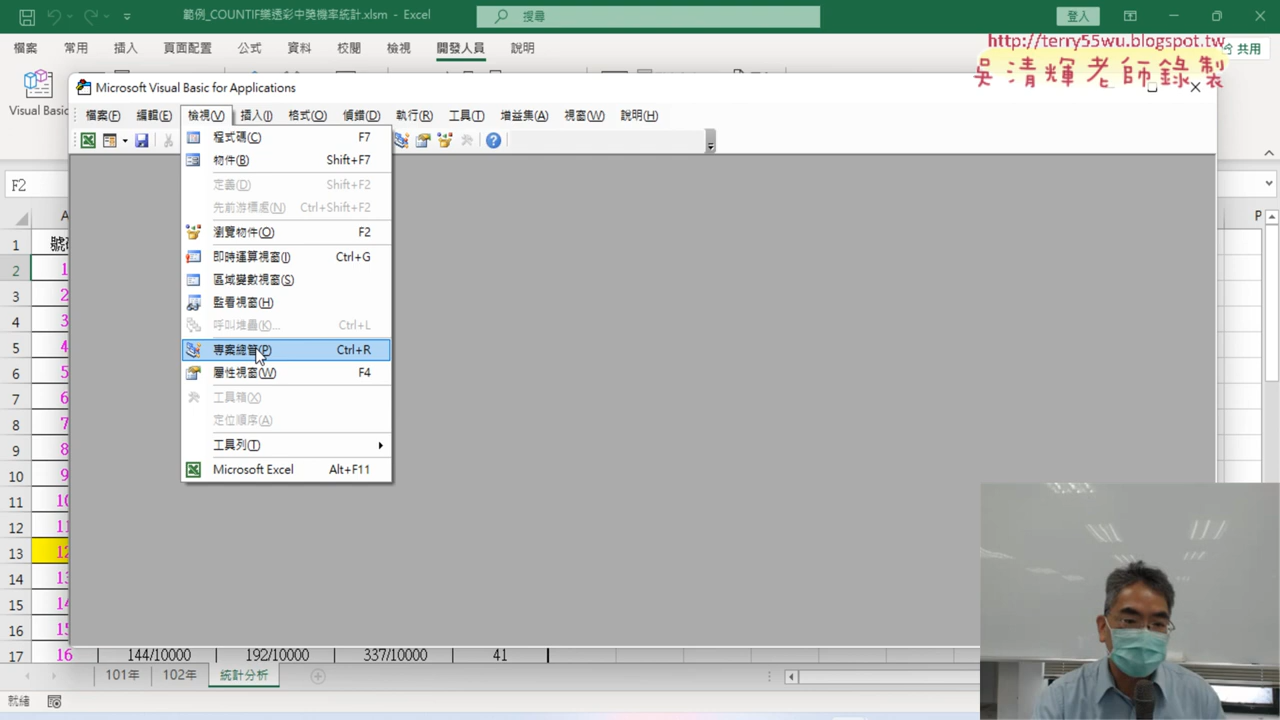 範例_COUNTIF樂透彩中獎機率統計.xlsm - Excel
搜尋
登入
檔案 常用 插入 頁面配置 公式 資料 校閱 檢視 開發人員 說明
共用
http://terry55wu.blogspot.tw
吳清輝老師錄製
Visual Basic
Microsoft Visual Basic for Applications
檔案(F) 編輯(E) 檢視(V) 插入(I) 格式(O) 偵錯(D) 執行(R) 工具(T) 增益集(A) 視窗(W) 說明(H)
程式碼(C) F7
物件(B) Shift+F7
定義(D) Shift+F2
先前游標處(N) Ctrl+Shift+F2
瀏覽物件(O) F2
即時運算視窗(I) Ctrl+G
區域變數視窗(S)
監看視窗(H)
呼叫堆疊(K)... Ctrl+L
專案總管(P) Ctrl+R
屬性視窗(W) F4
工具箱(X)
定位順序(A)
工具列(T)
Microsoft Excel Alt+F11
F2
A P
1
2 1
3 2
4 3
5 4
6 5
7 6
8 7
9 8
10 9
11 10
12 11
13 12
14 13
15 14
16 15
17 16 144/10000 192/10000 337/10000 41
101年 102年 統計分析
就緒